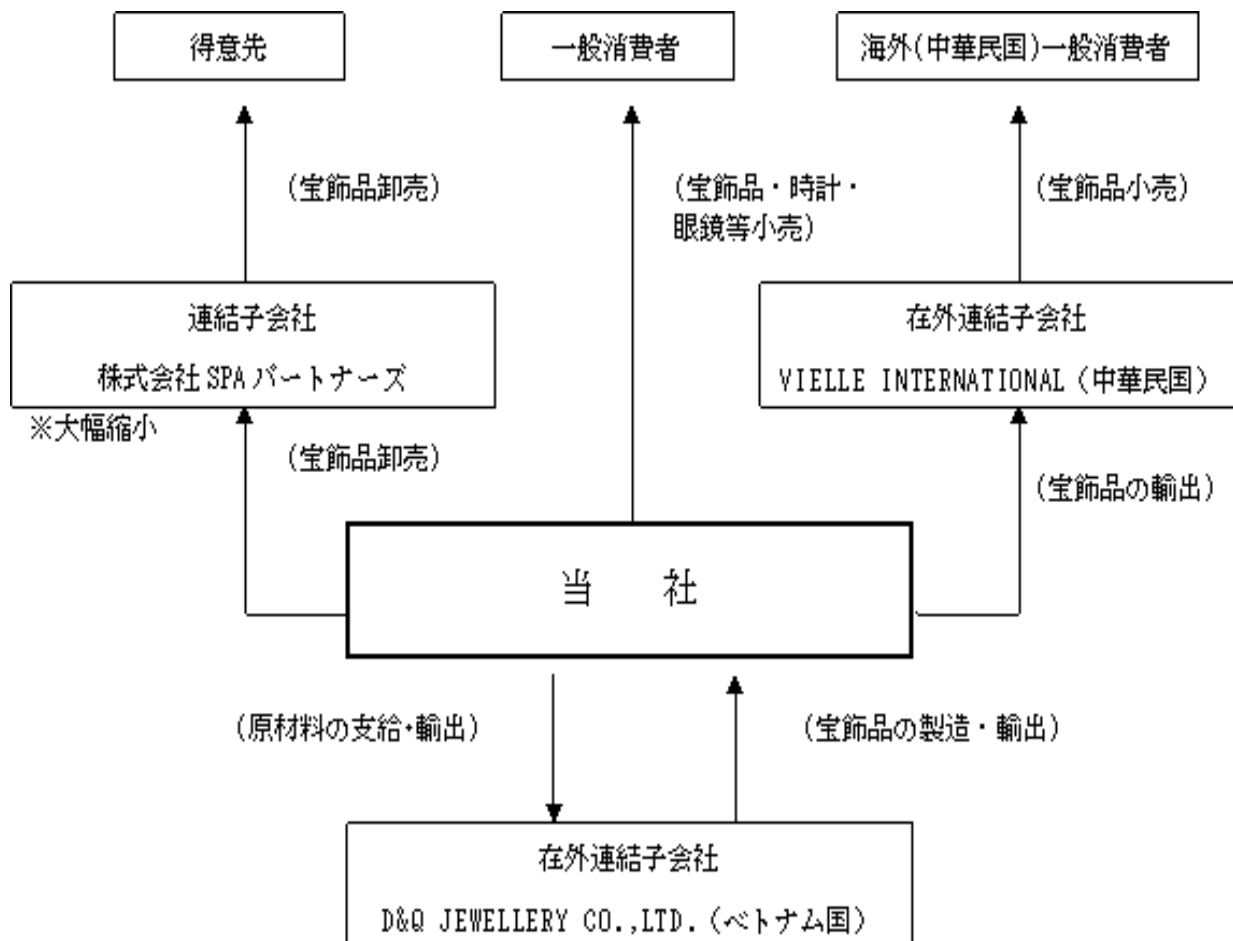 得意先
一般消費者
海外(中華民国)一般消費者
(宝飾品卸売)
(宝飾品・時計・
眼鏡等小売)
(宝飾品小売)
連結子会社
株式会社SPAパートナーズ
在外連結子会社
VIELLE INTERNATIONAL (中華民国)
※大幅縮小
(宝飾品卸売)
(宝飾品の輸出)
当 社
(原材料の支給・輸出)
(宝飾品の製造・輸出)
在外連結子会社
D&Q JEWELLERY CO.,LTD. (ベトナム国)